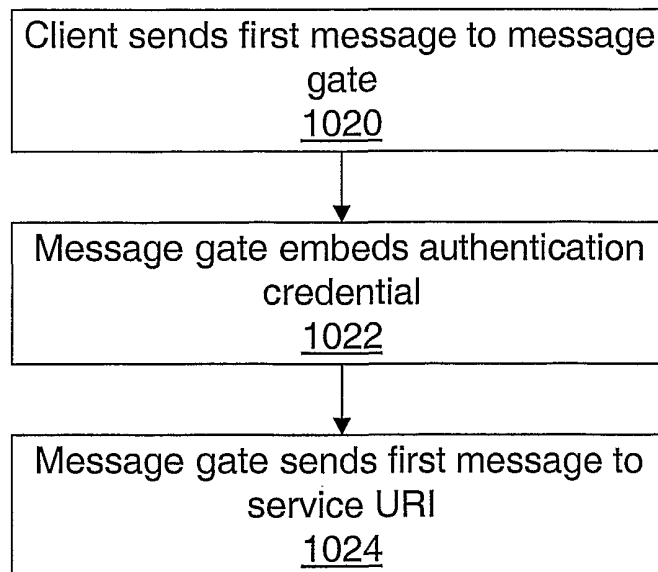 Client sends first message to message
gate
1020
Message gate embeds authentication
credential
1022
Message gate sends first message to
service URI
1024